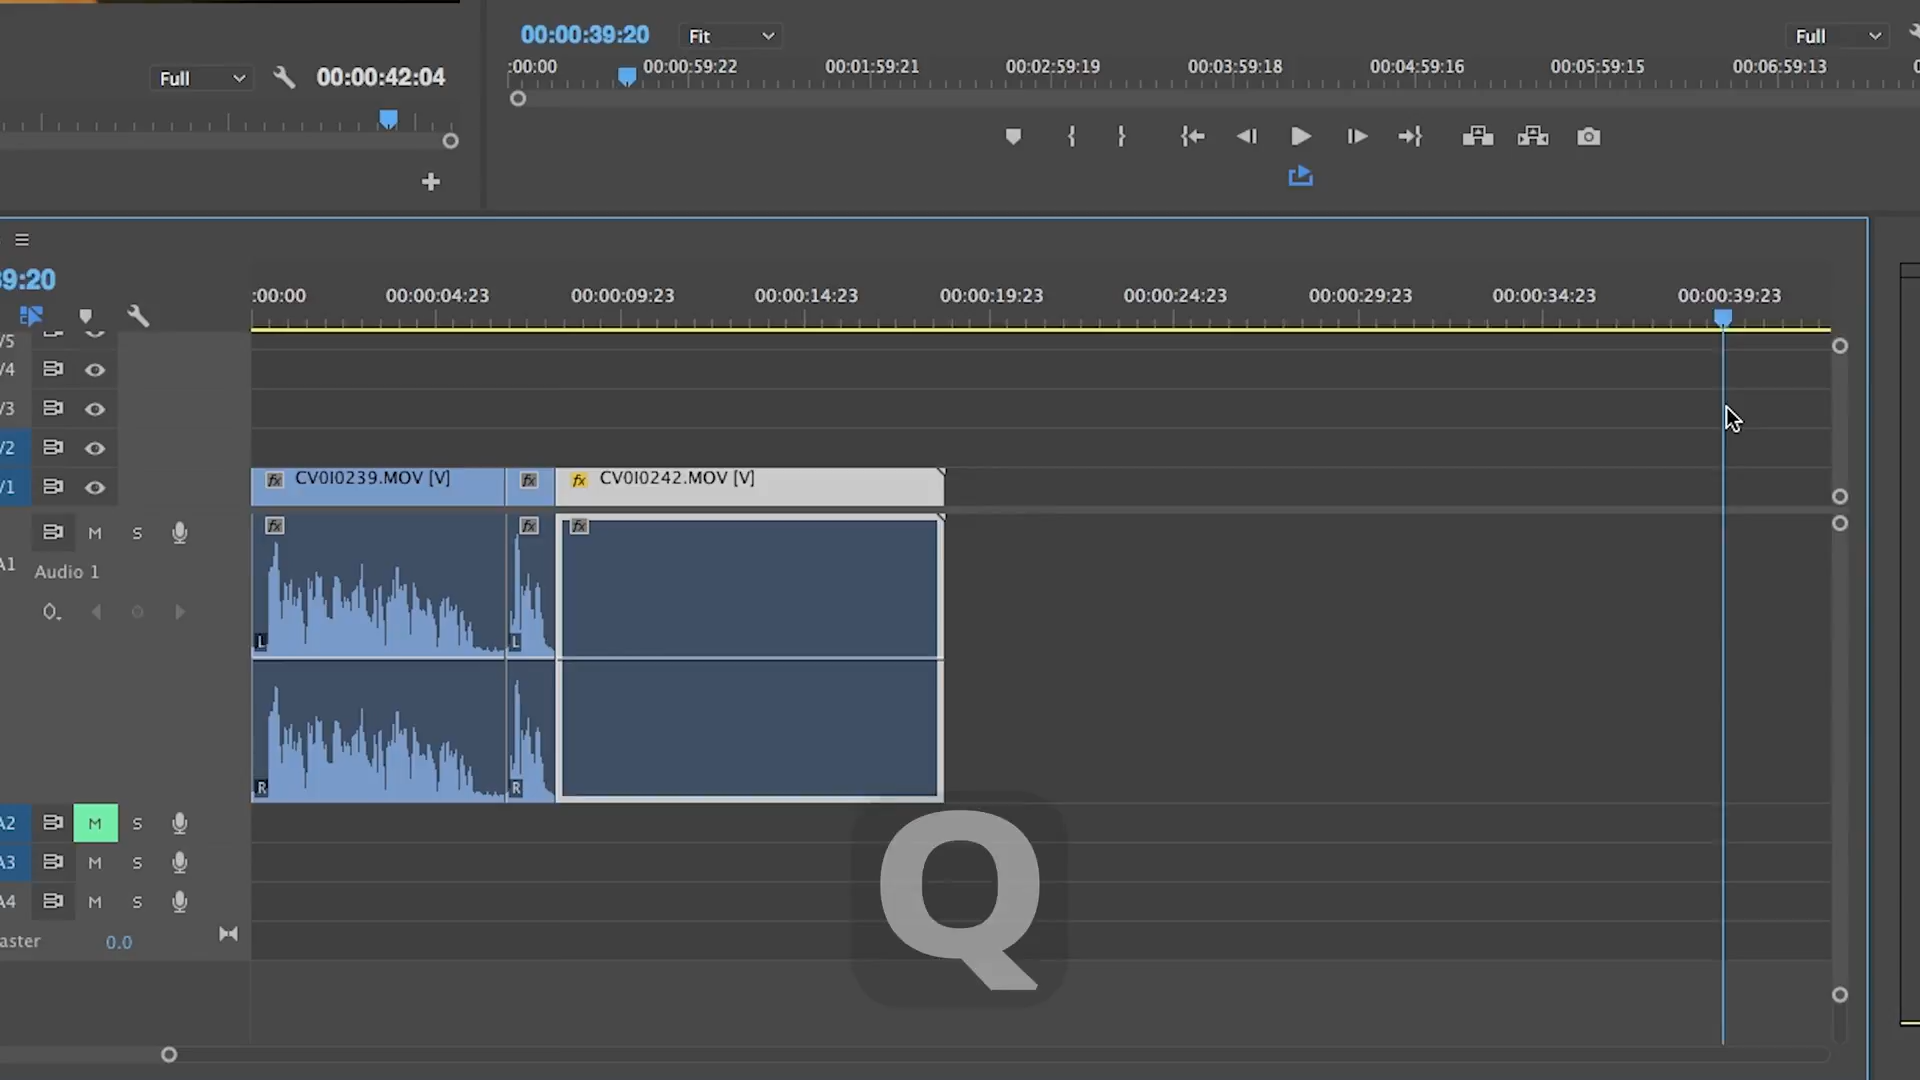 00:00:39:20 Fit Full
:00:00 00:00:59:22 00:01:59:21 00:02:59:19 00:03:59:18 00:04:59:16 00:05:59:15 00:06:59:13
Full 00:00:42:04
39:20
:00:00 00:00:04:23 00:00:09:23 00:00:14:23 00:00:19:23 00:00:24:23 00:00:29:23 00:00:34:23 00:00:39:23
V5
V4
V3
V2
V1 fx CV0I0239.MOV [V] fx fx CV0I0242.MOV [V]
M S fx fx fx
A1
Audio 1
L L
R R
A2 M S
A3 M S
A4 M S
aster 0.0
Q